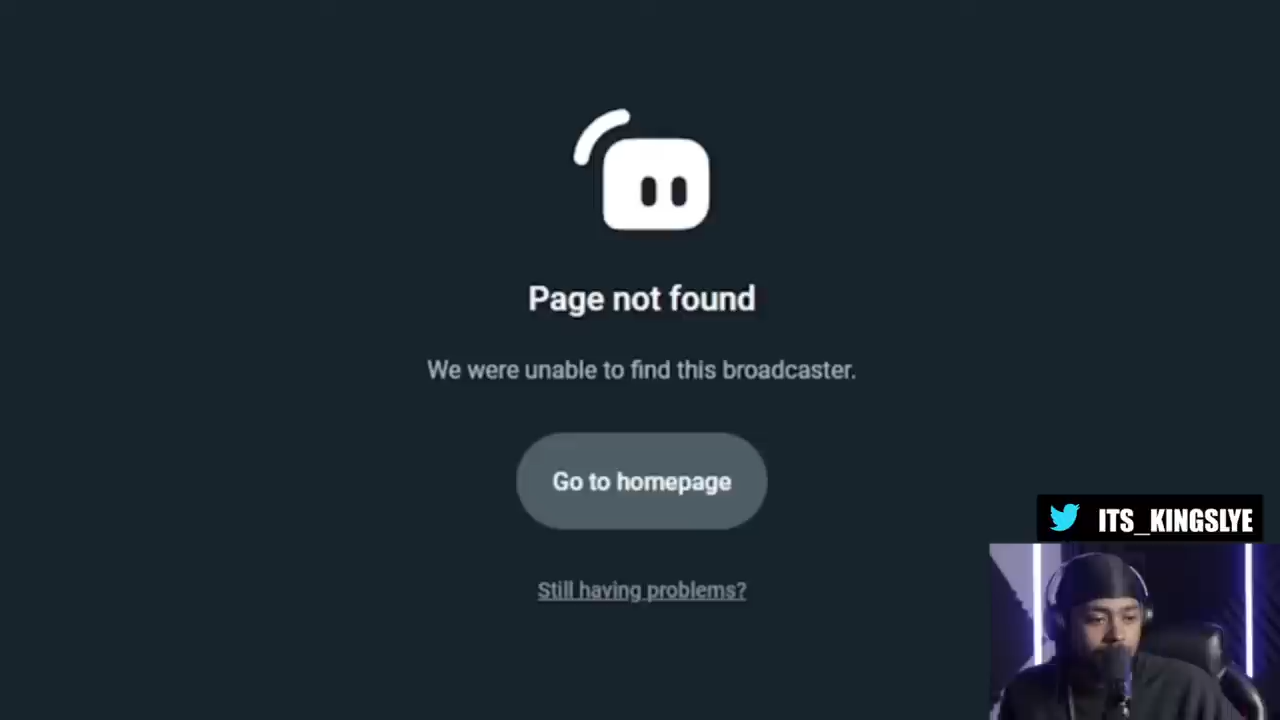 Page not found
We were unable to find this broadcaster.
Go to homepage
Still having problems?
ITS_KINGSLYE